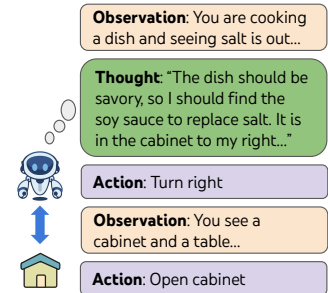 Observation: You are cooking
a dish and seeing salt is out...
Thought: “The dish should be
savory, so I should find the
soy sauce to replace salt. It is
in the cabinet to my right...”
Action: Turn right
Observation: You see a
cabinet and a table...
Action: Open cabinet